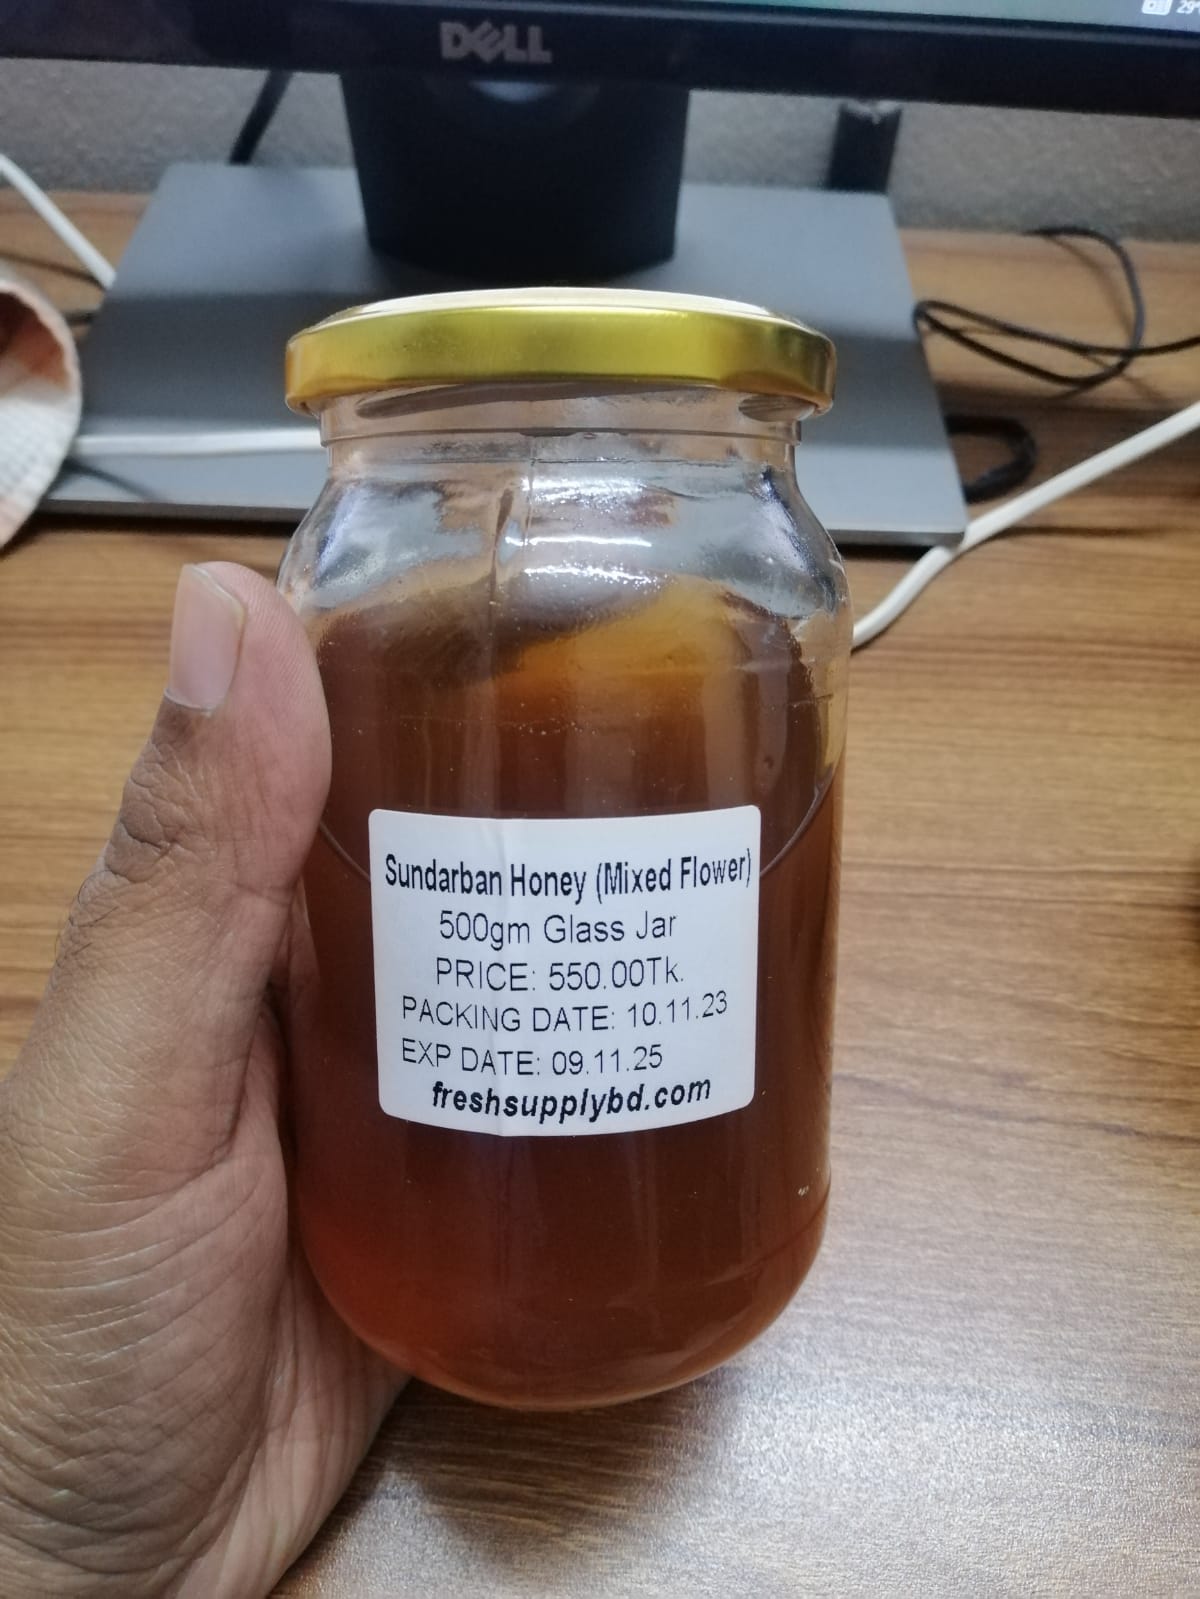 DELL
29°
Sundarban Honey (Mixed Flower)
500gm Glass Jar
PRICE: 550.00Tk.
PACKING DATE: 10.11.23
EXP DATE: 09.11.25
freshsupplybd.com